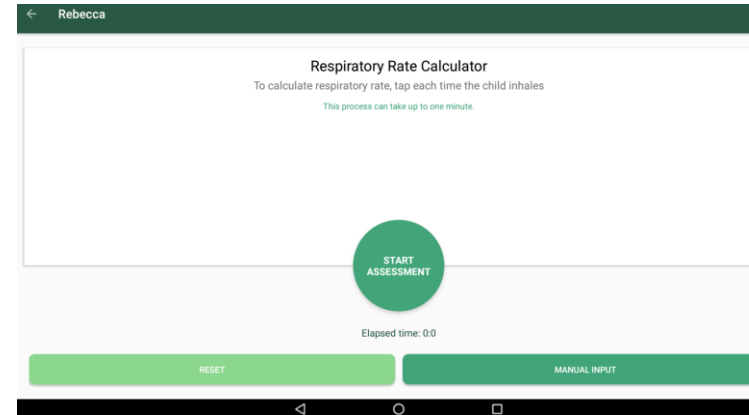 Rebecca
Respiratory Rate Calculator
To calculate respiratory rate, tap each time the child inhales
This process can take up to one minute.
START
ASSESSMENT
Elapsed time: 0:0
RESET
MANUAL INPUT